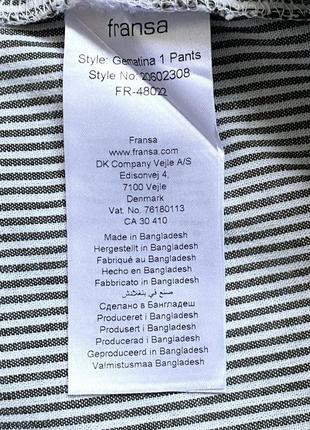 fransa
Style: Gematina 1 Pants
Style No: 20602308
FR-48022
Fransa
www.fransa.com
DK Company Vejle A/S
Edisonvej 4,
7100 Vejle
Denmark
Vat. No. 76180113
CA 30 410
Made in Bangladesh
Hergestellt in Bangladesh
Fabriqué au Bangladesh
Hecho en Bangladesh
Fabbricato in Bangladesh
صنع في بنغلاتش
Сделано в Бангладеш
Produceret i Bangladesh
Produsert i Bangladesh
Producerad i Bangladesh
Geproduceerd in Bangladesh
Valmistusmaa Bangladesh